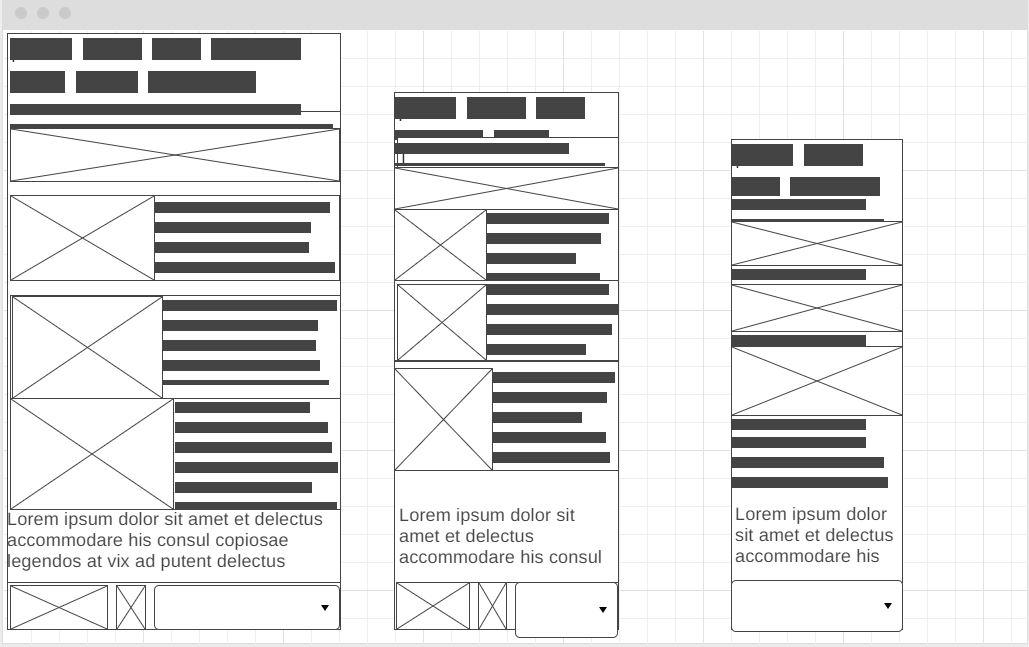 Lorem ipsum dolor sit amet et delectus
accommodare his consul copiosae
legendos at vix ad putent delectus
Lorem ipsum dolor sit
amet et delectus
accommodare his consul
Lorem ipsum dolor
sit amet et delectus
accommodare his